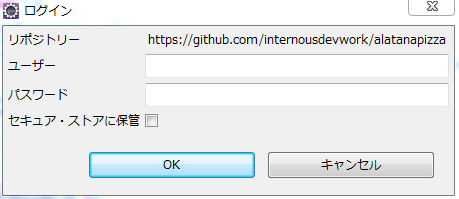 ログイン
リポジトリー https://github.com/internousdevwork/alatanapizza
ユーザー
パスワード
セキュア・ストアに保管
OK キャンセル